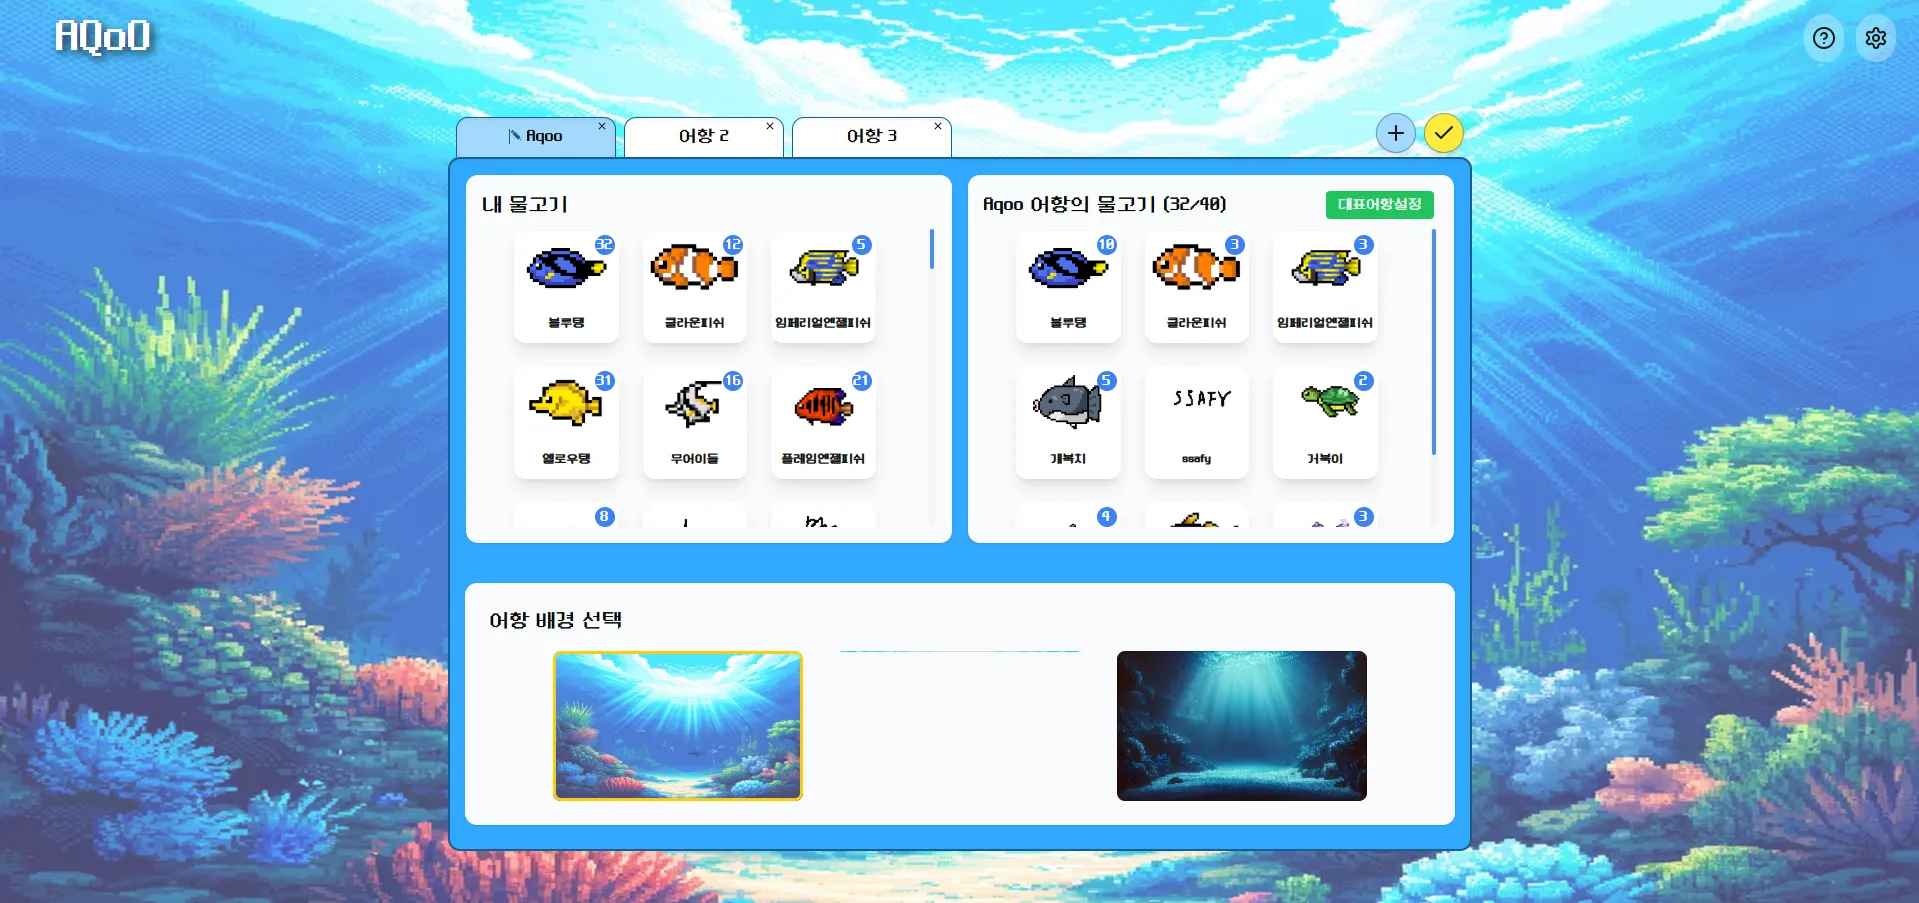 AQoO
Aqoo
어항 2
어항 3
내 물고기
32
12
5
블루탱
클라운피쉬
임페리얼엔젤피쉬
31
16
21
옐로우탱
무어이돌
플레임엔젤피쉬
8
Aqoo 어항의 물고기 (32/40)
대표어항설정
10
3
3
블루탱
클라운피쉬
임페리얼엔젤피쉬
5
SSAFY
2
개복치
ssafy
거북이
4
3
어항 배경 선택